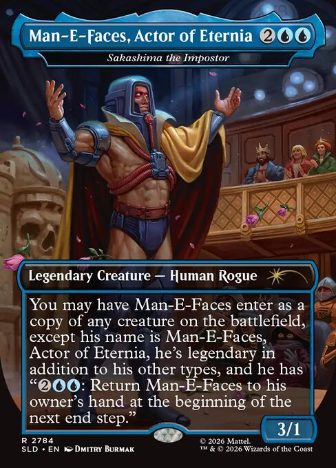 Man-E-Faces, Actor of Eternia 2UU
Sakashima the Impostor
Legendary Creature — Human Rogue
You may have Man-E-Faces enter as a
copy of any creature on the battlefield,
except his name is Man-E-Faces,
Actor of Eternia, he's legendary in
addition to his other types, and he has
“2UU: Return Man-E-Faces to his
owner's hand at the beginning of the
next end step.”
3/1
R 2784
SLD • EN Dmitry Burmak
™ & © 2026 Wizards of the Coast
© 2026 Mattel.